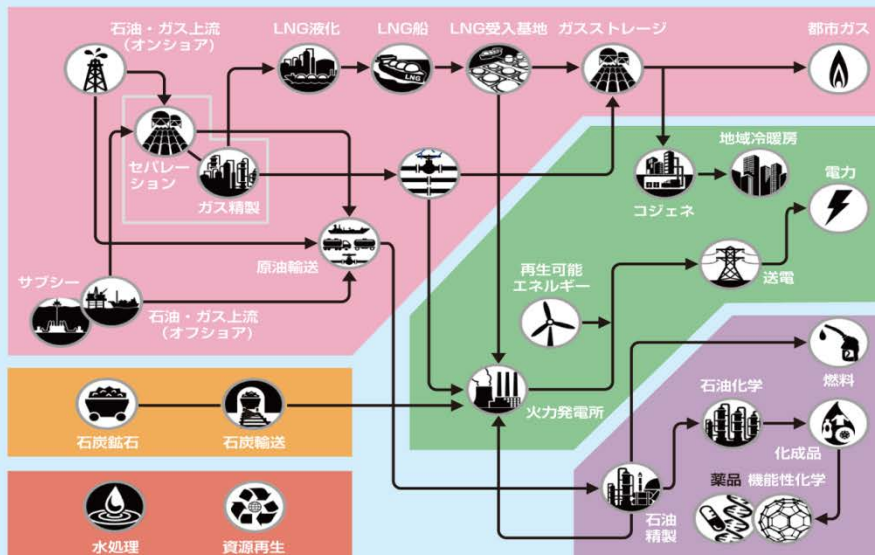 石油・ガス上流
(オンショア)
LNG液化
LNG船
LNG受入基地
ガスストレージ
都市ガス
LNG
セパレー
ション
ガス精製
地域冷暖房
コジェネ
電力
原油輸送
再生可能
エネルギー
送電
サブシー
石油・ガス上流
(オフショア)
火力発電所
燃料
石油化学
石炭鉱石
石炭輸送
化成品
薬品
機能性化学
石油
精製
水処理
資源再生